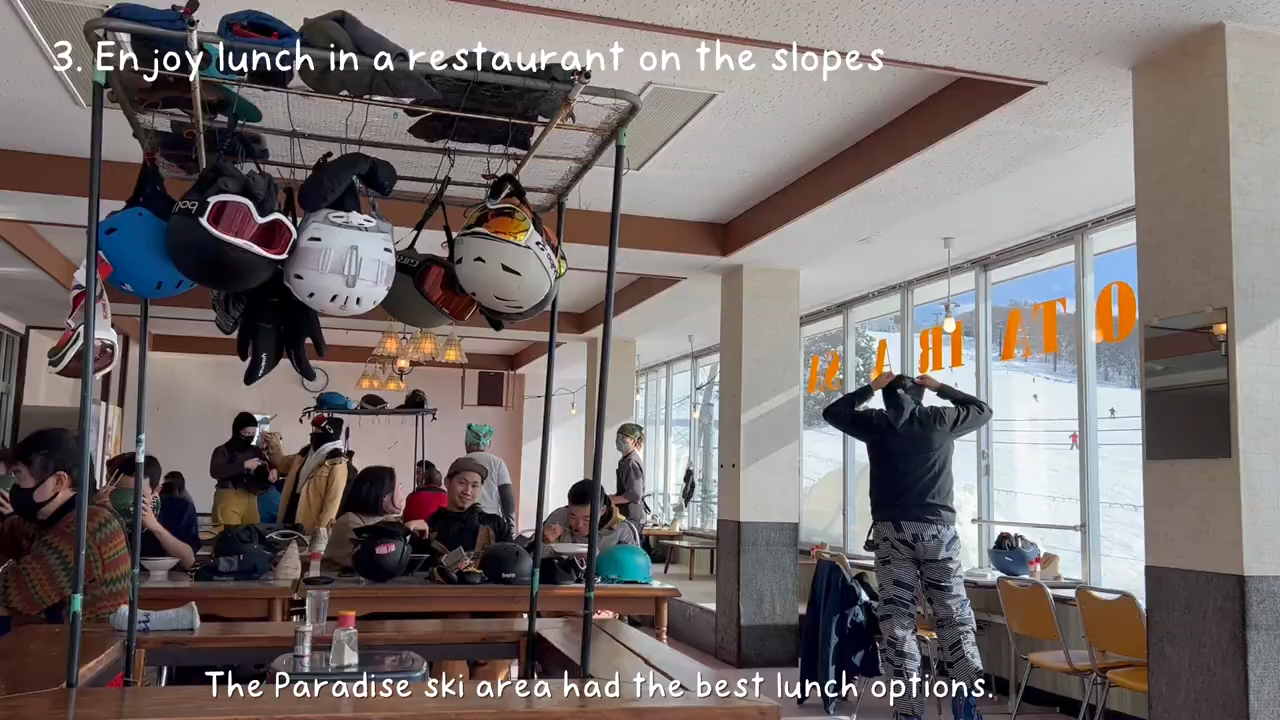 3. Enjoy lunch in a restaurant on the slopes
The Paradise ski area had the best lunch options.